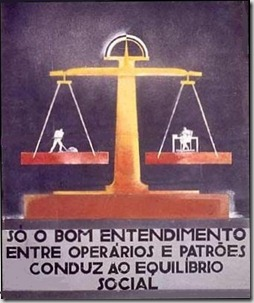 SÓ O BOM ENTENDIMENTO
ENTRE OPERÁRIOS E PATRÕES
CONDUZ AO EQUILÍBRIO
SOCIAL